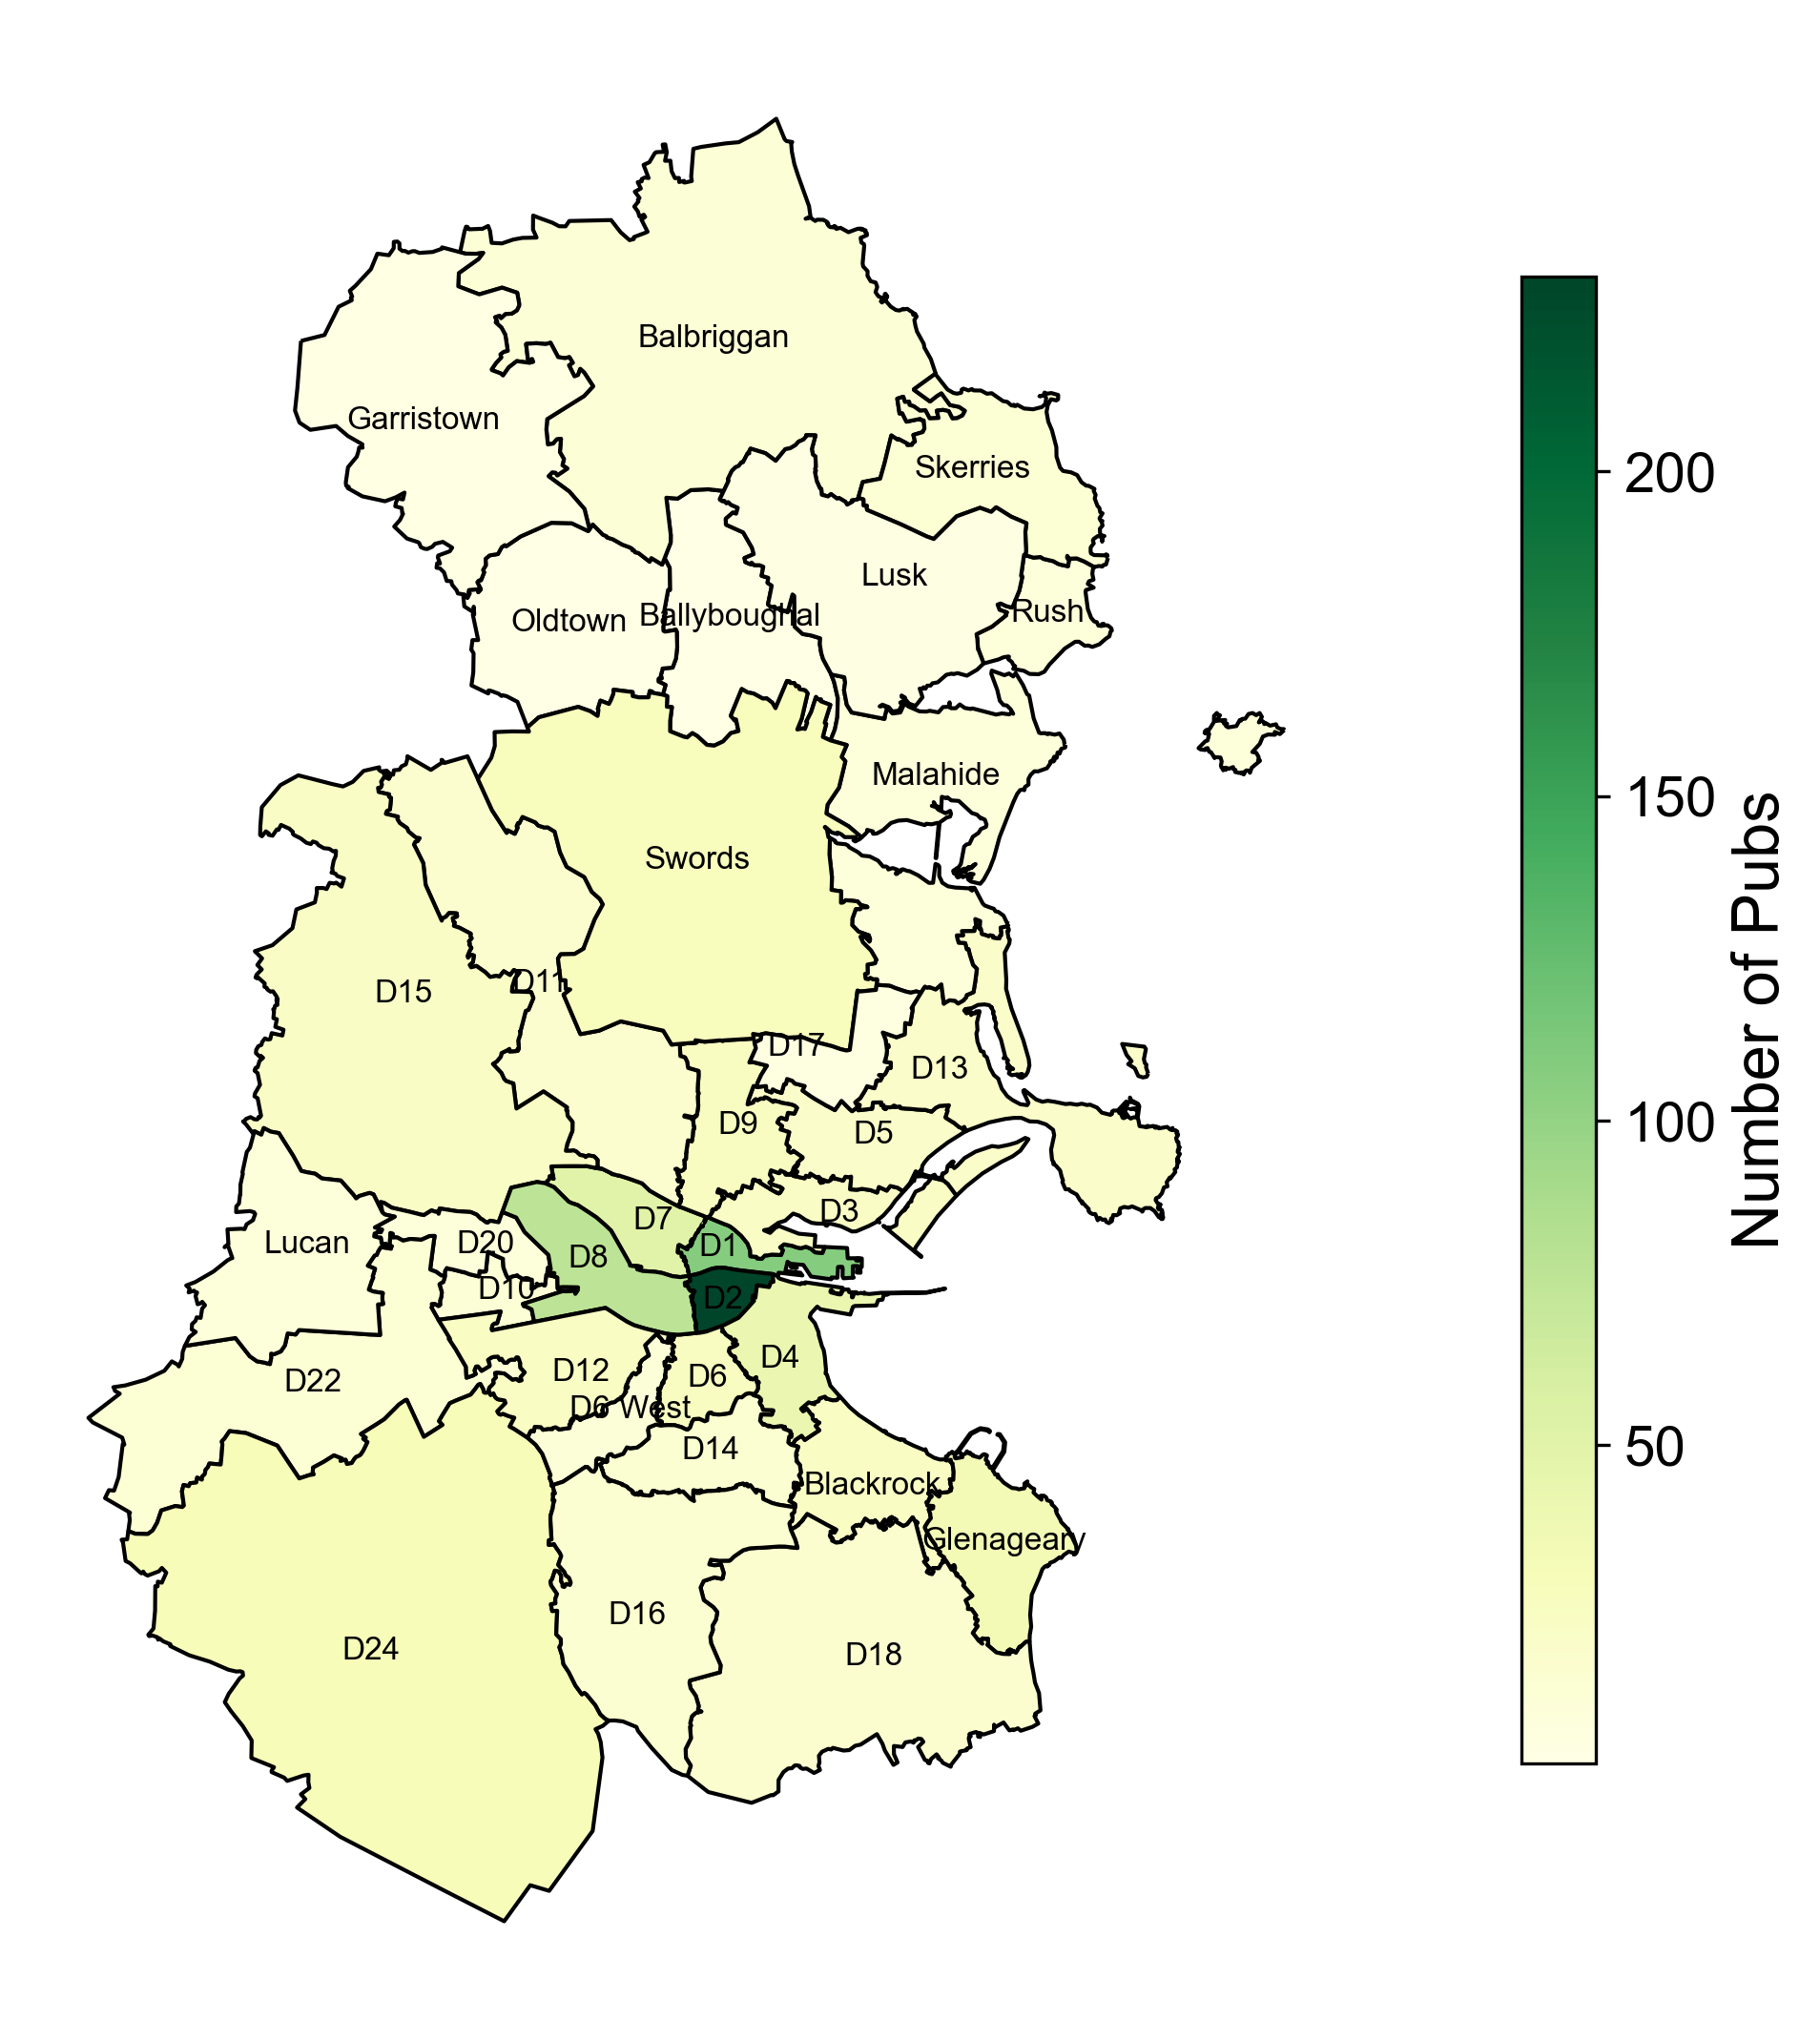 Balbriggan
Garristown
Skerries
Lusk
Rush
Oldtown
Ballyboughal
Malahide
Swords
D15
D11
D17
D13
D9
D5
D3
D7
D1
D20
Lucan
D8
D10
D2
D4
D12
D6
D22
D6 West
D14
Blackrock
Glenageary
D16
D24
D18
200
150
100
50
Number of Pubs